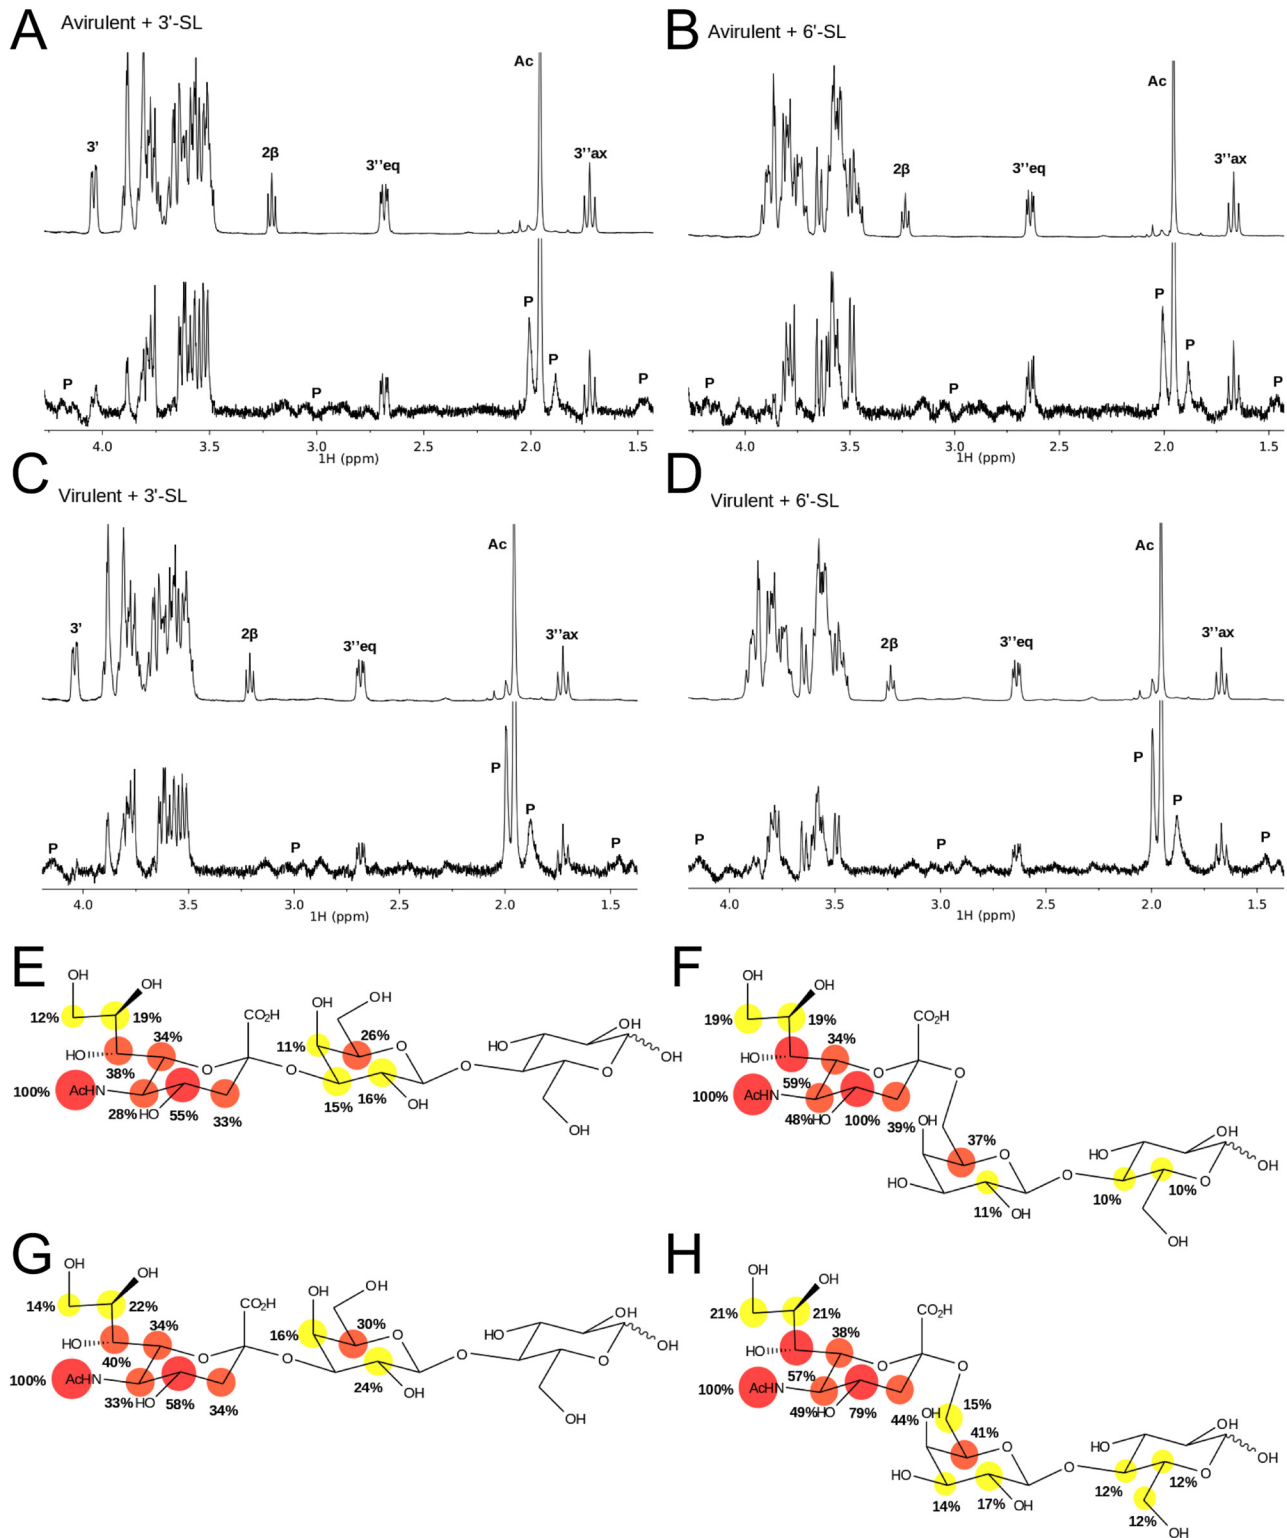 A Avirulent + 3'-SL
3' 2β 3’’eq Ac 3’’ax
P P P P P
4.0 3.5 3.0 2.5 2.0 1.5
1H (ppm)
B Avirulent + 6'-SL
2β 3’’eq Ac 3’’ax
P P P P P
4.0 3.5 3.0 2.5 2.0 1.5
1H (ppm)
C Virulent + 3'-SL
3' 2β 3’’eq Ac 3’’ax
P P P P P
4.0 3.5 3.0 2.5 2.0 1.5
1H (ppm)
D Virulent + 6'-SL
2β 3’’eq Ac 3’’ax
P P P P P
4.0 3.5 3.0 2.5 2.0 1.5
1H (ppm)
E
OH OH
12% 19% CO₂H OH OH
34% 11% 26% OH
HO O O HO OH
38% O O O
100% AcHN
28% HO 55% 33% 15% 16% OH
OH
F
OH OH
19% 19% CO₂H
HO 34% O O
59%
100% AcHN
48% HO 100% 39% OH
37% O OH
HO O HO OH
11% OH 10% 10% O
OH
G
OH OH
14% 22% CO₂H OH OH
34% 16% 30% OH
HO O O HO OH
40% O O O
100% AcHN
33% HO 58% 34% 24% OH
OH
H
OH OH
21% 21% CO₂H
HO 38% O O
57%
100% AcHN
49% HO 79% 44% OH 15%
41% O OH
HO O HO OH
14% 17% OH 12% 12% O
12% OH